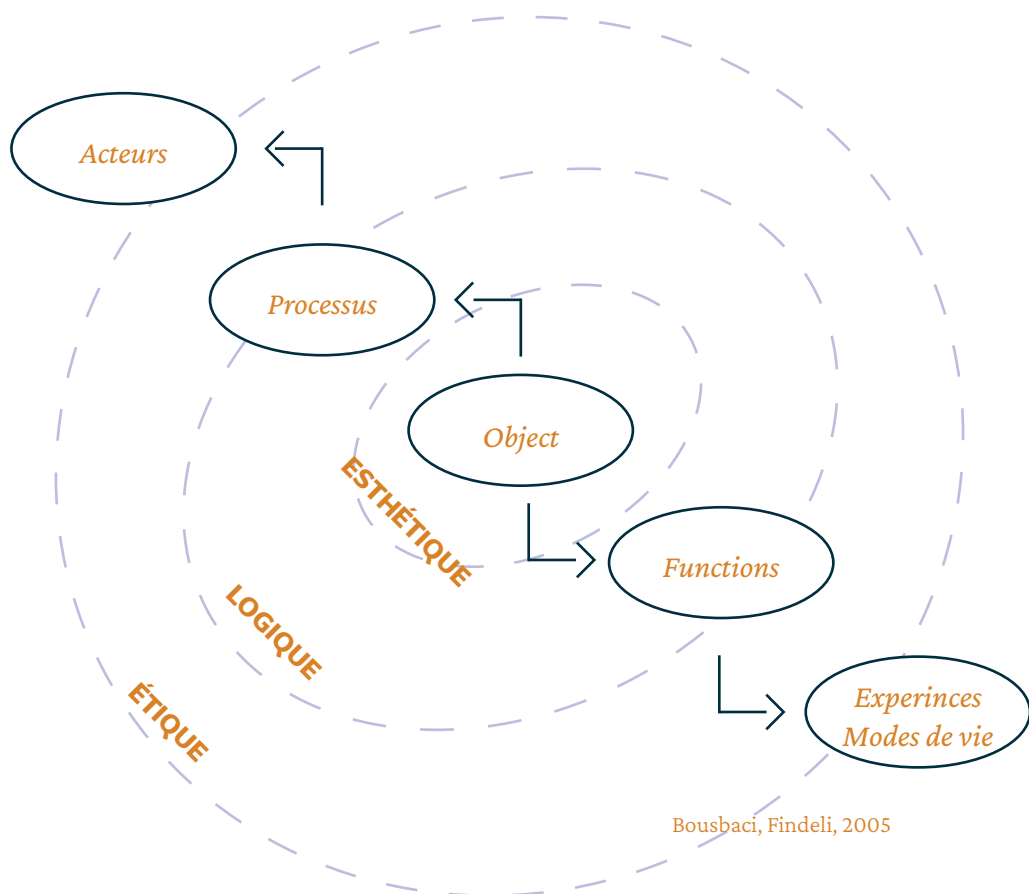 Acteurs
Processus
Object
ESTHÉTIQUE
Functions
LOGIQUE
ÉTIQUE
Experinces
Modes de vie
Bousbaci, Findeli, 2005